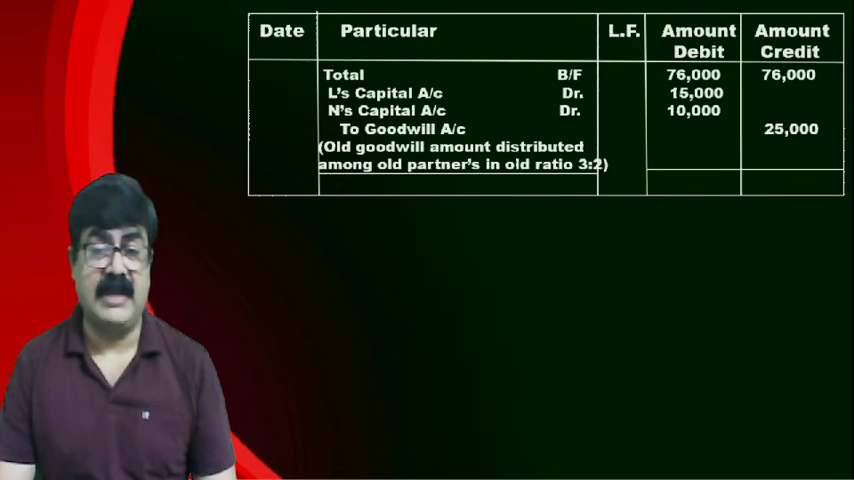 Date Particular L.F. Amount Debit Amount Credit
Total B/F 76,000 76,000
L's Capital A/c Dr. 15,000
N's Capital A/c Dr. 10,000
To Goodwill A/c 25,000
(Old goodwill amount distributed
among old partner's in old ratio 3:2)